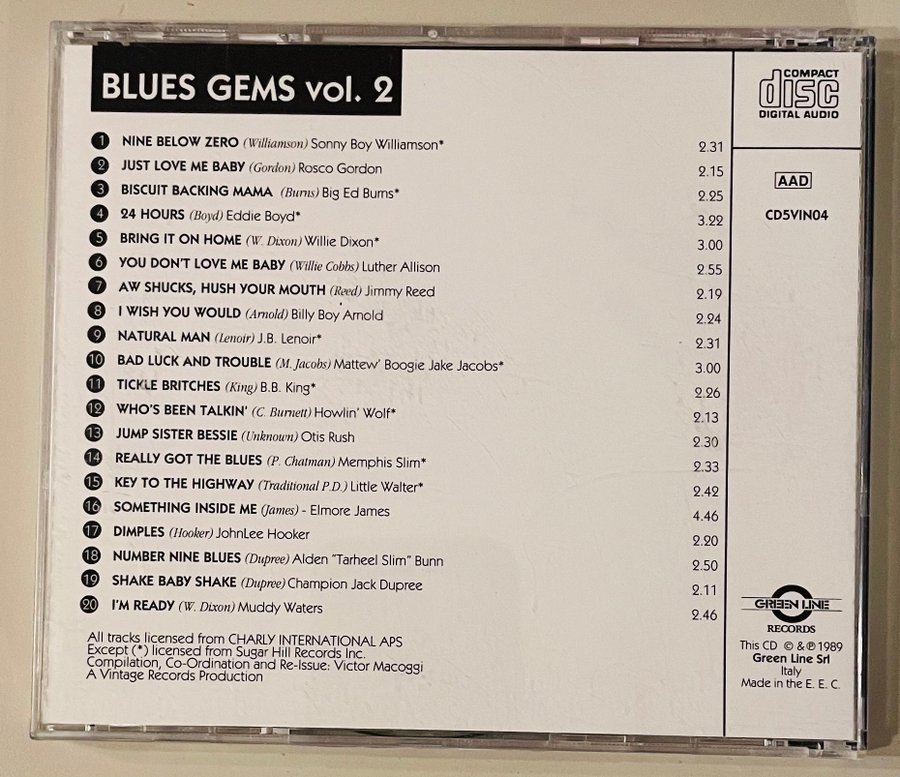 BLUES GEMS vol. 2
1 NINE BELOW ZERO (Williamson) Sonny Boy Williamson* 2.31
2 JUST LOVE ME BABY (Gordon) Rosco Gordon 2.15
3 BISCUIT BACKING MAMA (Burns) Big Ed Burns* 2.25
4 24 HOURS (Boyd) Eddie Boyd* 3.22
5 BRING IT ON HOME (W. Dixon) Willie Dixon* 3.00
6 YOU DON'T LOVE ME BABY (Willie Cobbs) Luther Allison 2.55
7 AW SHUCKS, HUSH YOUR MOUTH (Reed) Jimmy Reed 2.19
8 I WISH YOU WOULD (Arnold) Billy Boy Arnold 2.24
9 NATURAL MAN (Lenoir) J.B. Lenoir* 2.31
10 BAD LUCK AND TROUBLE (M. Jacobs) Mattew' Boogie Jake Jacobs* 3.00
11 TICKLE BRITCHES (King) B.B. King* 2.26
12 WHO'S BEEN TALKIN' (C. Burnett) Howlin' Wolf* 2.13
13 JUMP SISTER BESSIE (Unknown) Otis Rush 2.30
14 REALLY GOT THE BLUES (P. Chatman) Memphis Slim* 2.33
15 KEY TO THE HIGHWAY (Traditional P.D.) Little Walter* 2.42
16 SOMETHING INSIDE ME (James) - Elmore James 4.46
17 DIMPLES (Hooker) JohnLee Hooker 2.20
18 NUMBER NINE BLUES (Dupree) Alden "Tarheel Slim" Bunn 2.50
19 SHAKE BABY SHAKE (Dupree) Champion Jack Dupree 2.11
20 I'M READY (W. Dixon) Muddy Waters 2.46
All tracks licensed from CHARLY INTERNATIONAL APS
Except (*) licensed from Sugar Hill Records Inc.
Compilation, Co-Ordination and Re-Issue: Victor Macoggi
A Vintage Records Production
COMPACT
disc
DIGITAL AUDIO
AAD
CD5VIN04
GREEN LINE
RECORDS
This CD © & ℗ 1989
Green Line Srl
Italy
Made in the E. E. C.